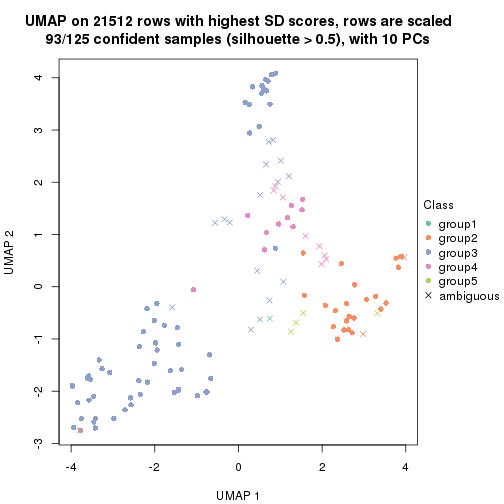 UMAP on 21512 rows with highest SD scores, rows are scaled
93/125 confident samples (silhouette > 0.5), with 10 PCs
4
3
2
1
0
-1
-2
-3
UMAP 2
-4
-2
0
2
4
UMAP 1
Class
group1
group2
group3
group4
group5
ambiguous